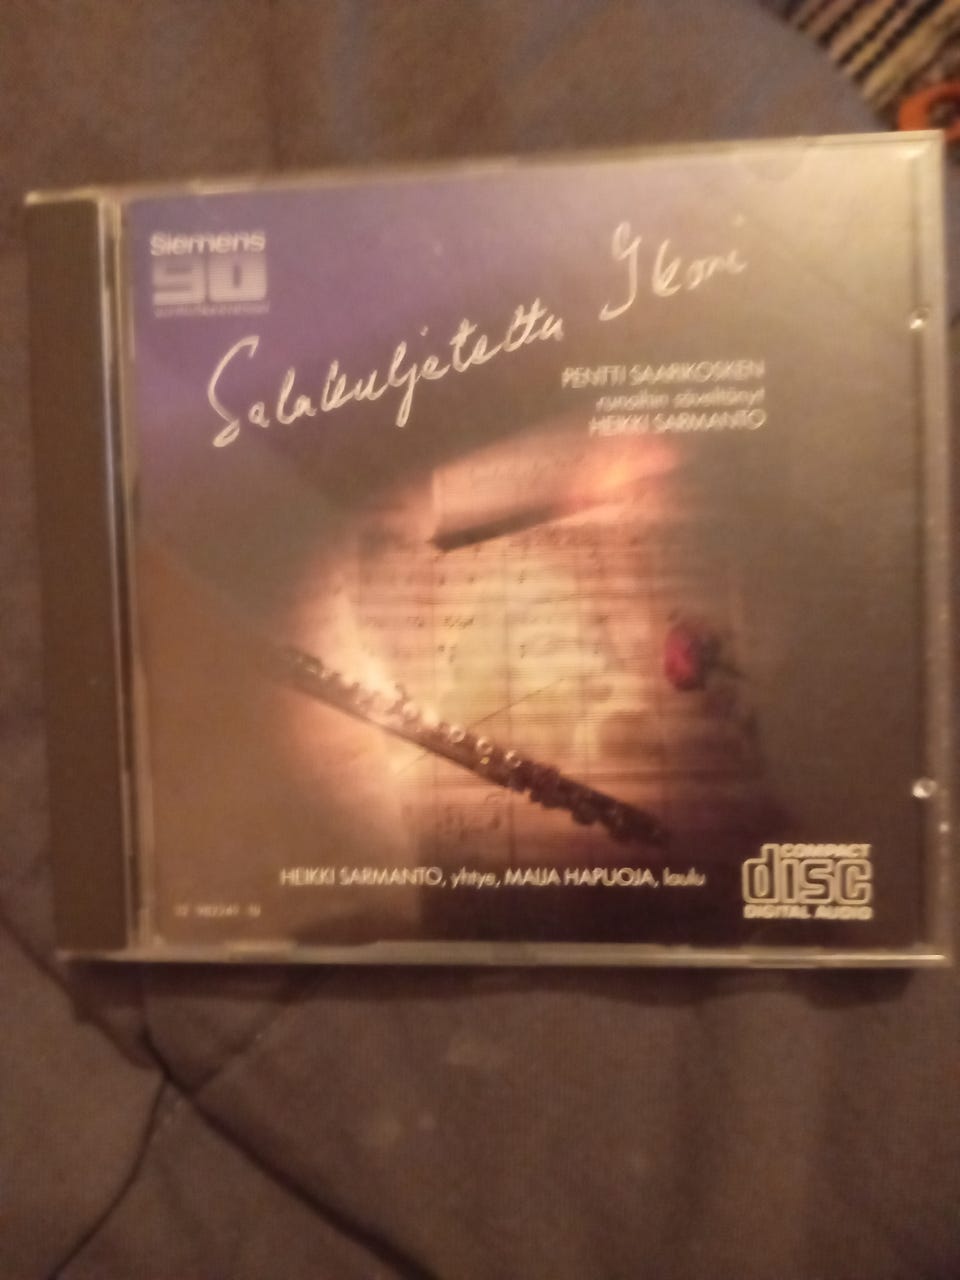 Siemens
90
Salakuljetettu Ikoni
PENTTI SAARIKOSKEN
runoihin säveltänyt
HEIKKI SARMANTO
HEIKKI SARMANTO, yhtye, MAIJA HAPUOJA, laulu
COMPACT
disc
DIGITAL AUDIO